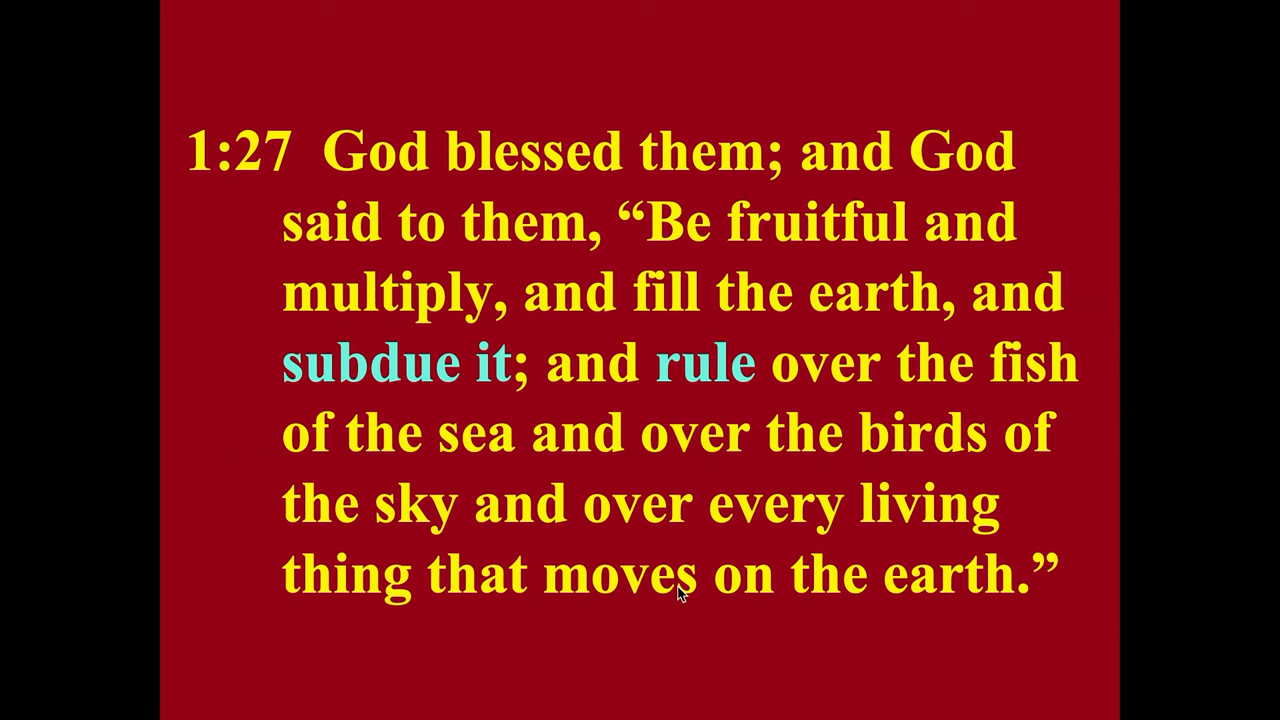 1:27 God blessed them; and God
said to them, “Be fruitful and
multiply, and fill the earth, and
subdue it; and rule over the fish
of the sea and over the birds of
the sky and over every living
thing that moves on the earth.”